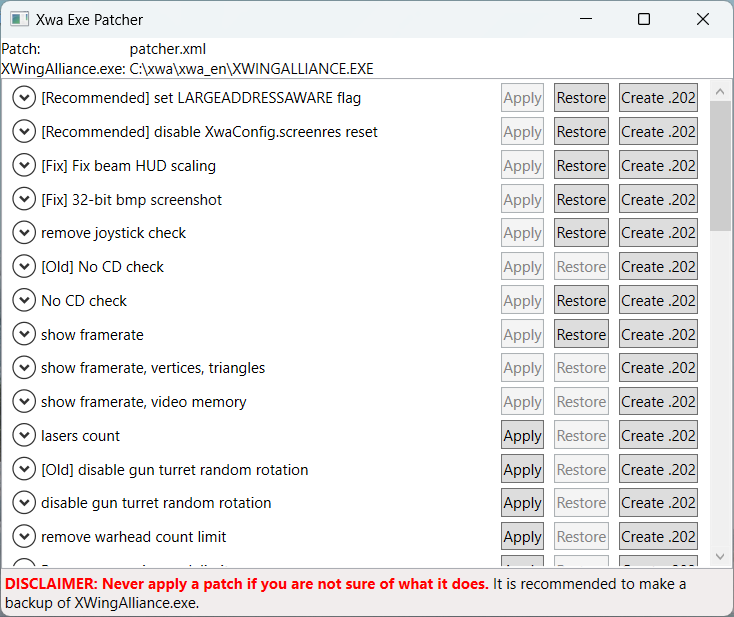 Xwa Exe Patcher
Patch: patcher.xml
XWingAlliance.exe: C:\xwa\xwa_en\XWINGALLIANCE.EXE
[Recommended] set LARGEADDRESSAWARE flag Apply Restore Create .202
[Recommended] disable XwaConfig.screenres reset Apply Restore Create .202
[Fix] Fix beam HUD scaling Apply Restore Create .202
[Fix] 32-bit bmp screenshot Apply Restore Create .202
remove joystick check Apply Restore Create .202
[Old] No CD check Apply Restore Create .202
No CD check Apply Restore Create .202
show framerate Apply Restore Create .202
show framerate, vertices, triangles Apply Restore Create .202
show framerate, video memory Apply Restore Create .202
lasers count Apply Restore Create .202
[Old] disable gun turret random rotation Apply Restore Create .202
disable gun turret random rotation Apply Restore Create .202
remove warhead count limit Apply Restore Create .202
DISCLAIMER: Never apply a patch if you are not sure of what it does. It is recommended to make a
backup of XWingAlliance.exe.